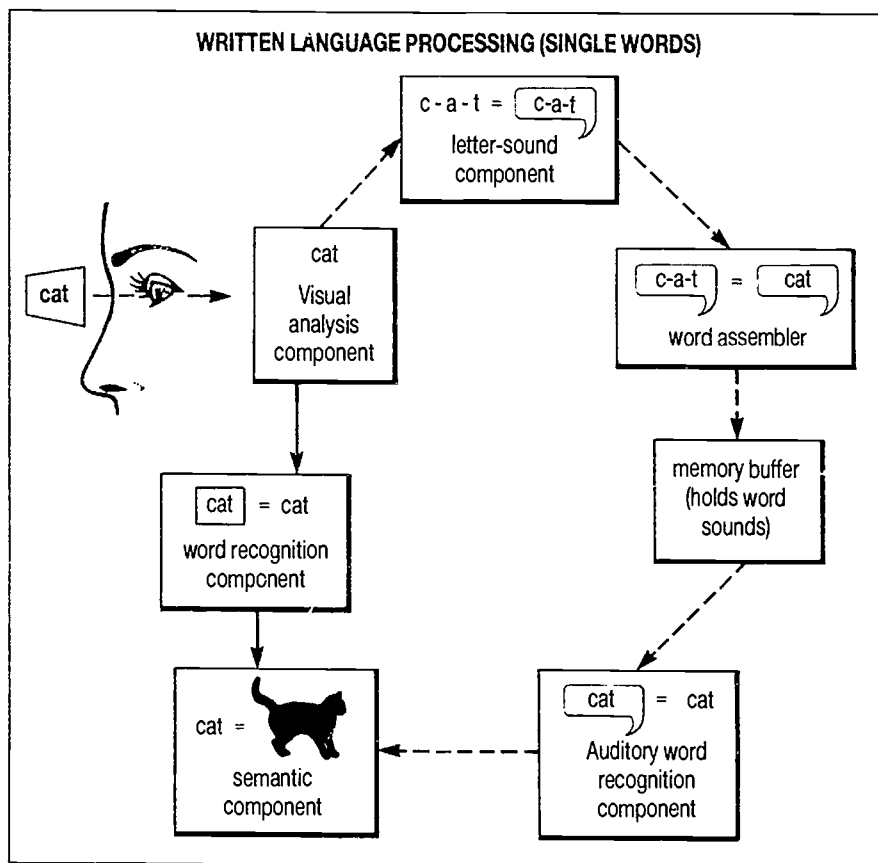 WRITTEN LANGUAGE PROCESSING (SINGLE WORDS)
c-a-t = c-a-t
letter-sound
component
cat
cat
Visual
analysis
component
c-a-t = cat
word assembler
memory buffer
(holds word
sounds)
cat = cat
word recognition
component
cat =
semantic
component
cat = cat
Auditory word
recognition
component